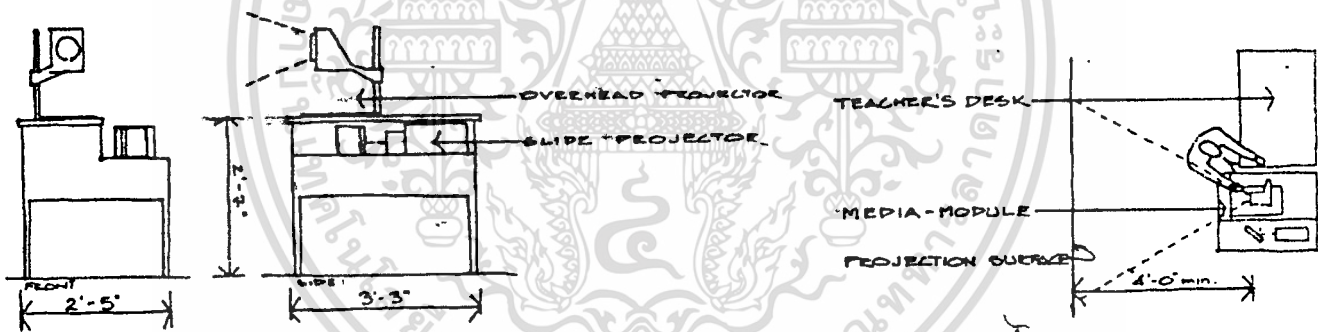 OVERHEAD PROJECTOR
SLIDE PROJECTOR
FRONT
2'-5"
SIDE
3'-3"
TEACHER'S DESK
MEDIA-MODULE
PROJECTION SURFACE
4'-0" min.